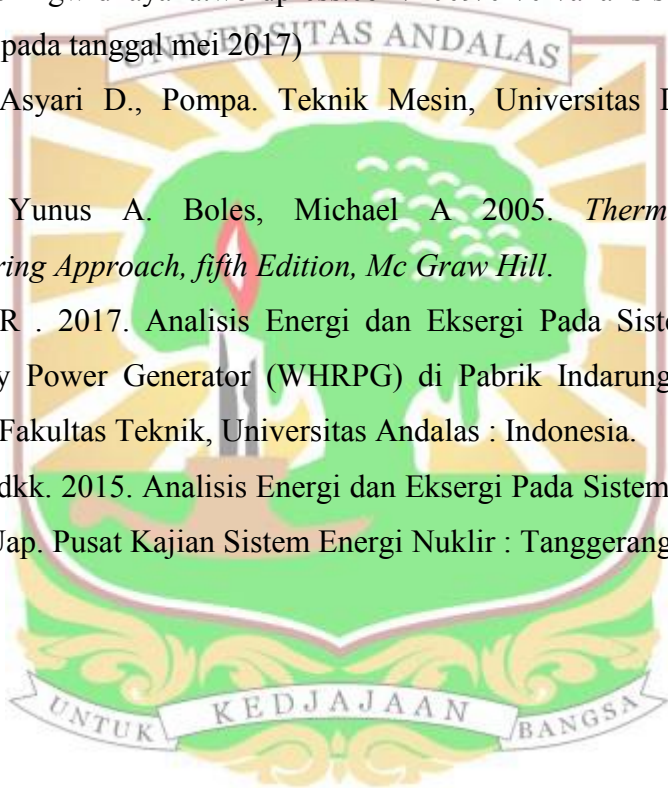 pada tanggal mei 2017)
UNIVERSITAS ANDALAS
Asyari D., Pompa. Teknik Mesin, Universitas
Yunus A. Boles, Michael A 2005. Therm
ring Approach, fifth Edition, Mc Graw Hill.
R . 2017. Analisis Energi dan Eksergi Pada Siste
y Power Generator (WHRPG) di Pabrik Indarung
Fakultas Teknik, Universitas Andalas : Indonesia.
dkk. 2015. Analisis Energi dan Eksergi Pada Sistem
Uap. Pusat Kajian Sistem Energi Nuklir : Tanggerang
UNTUK KEDJAJAAN BANGSA